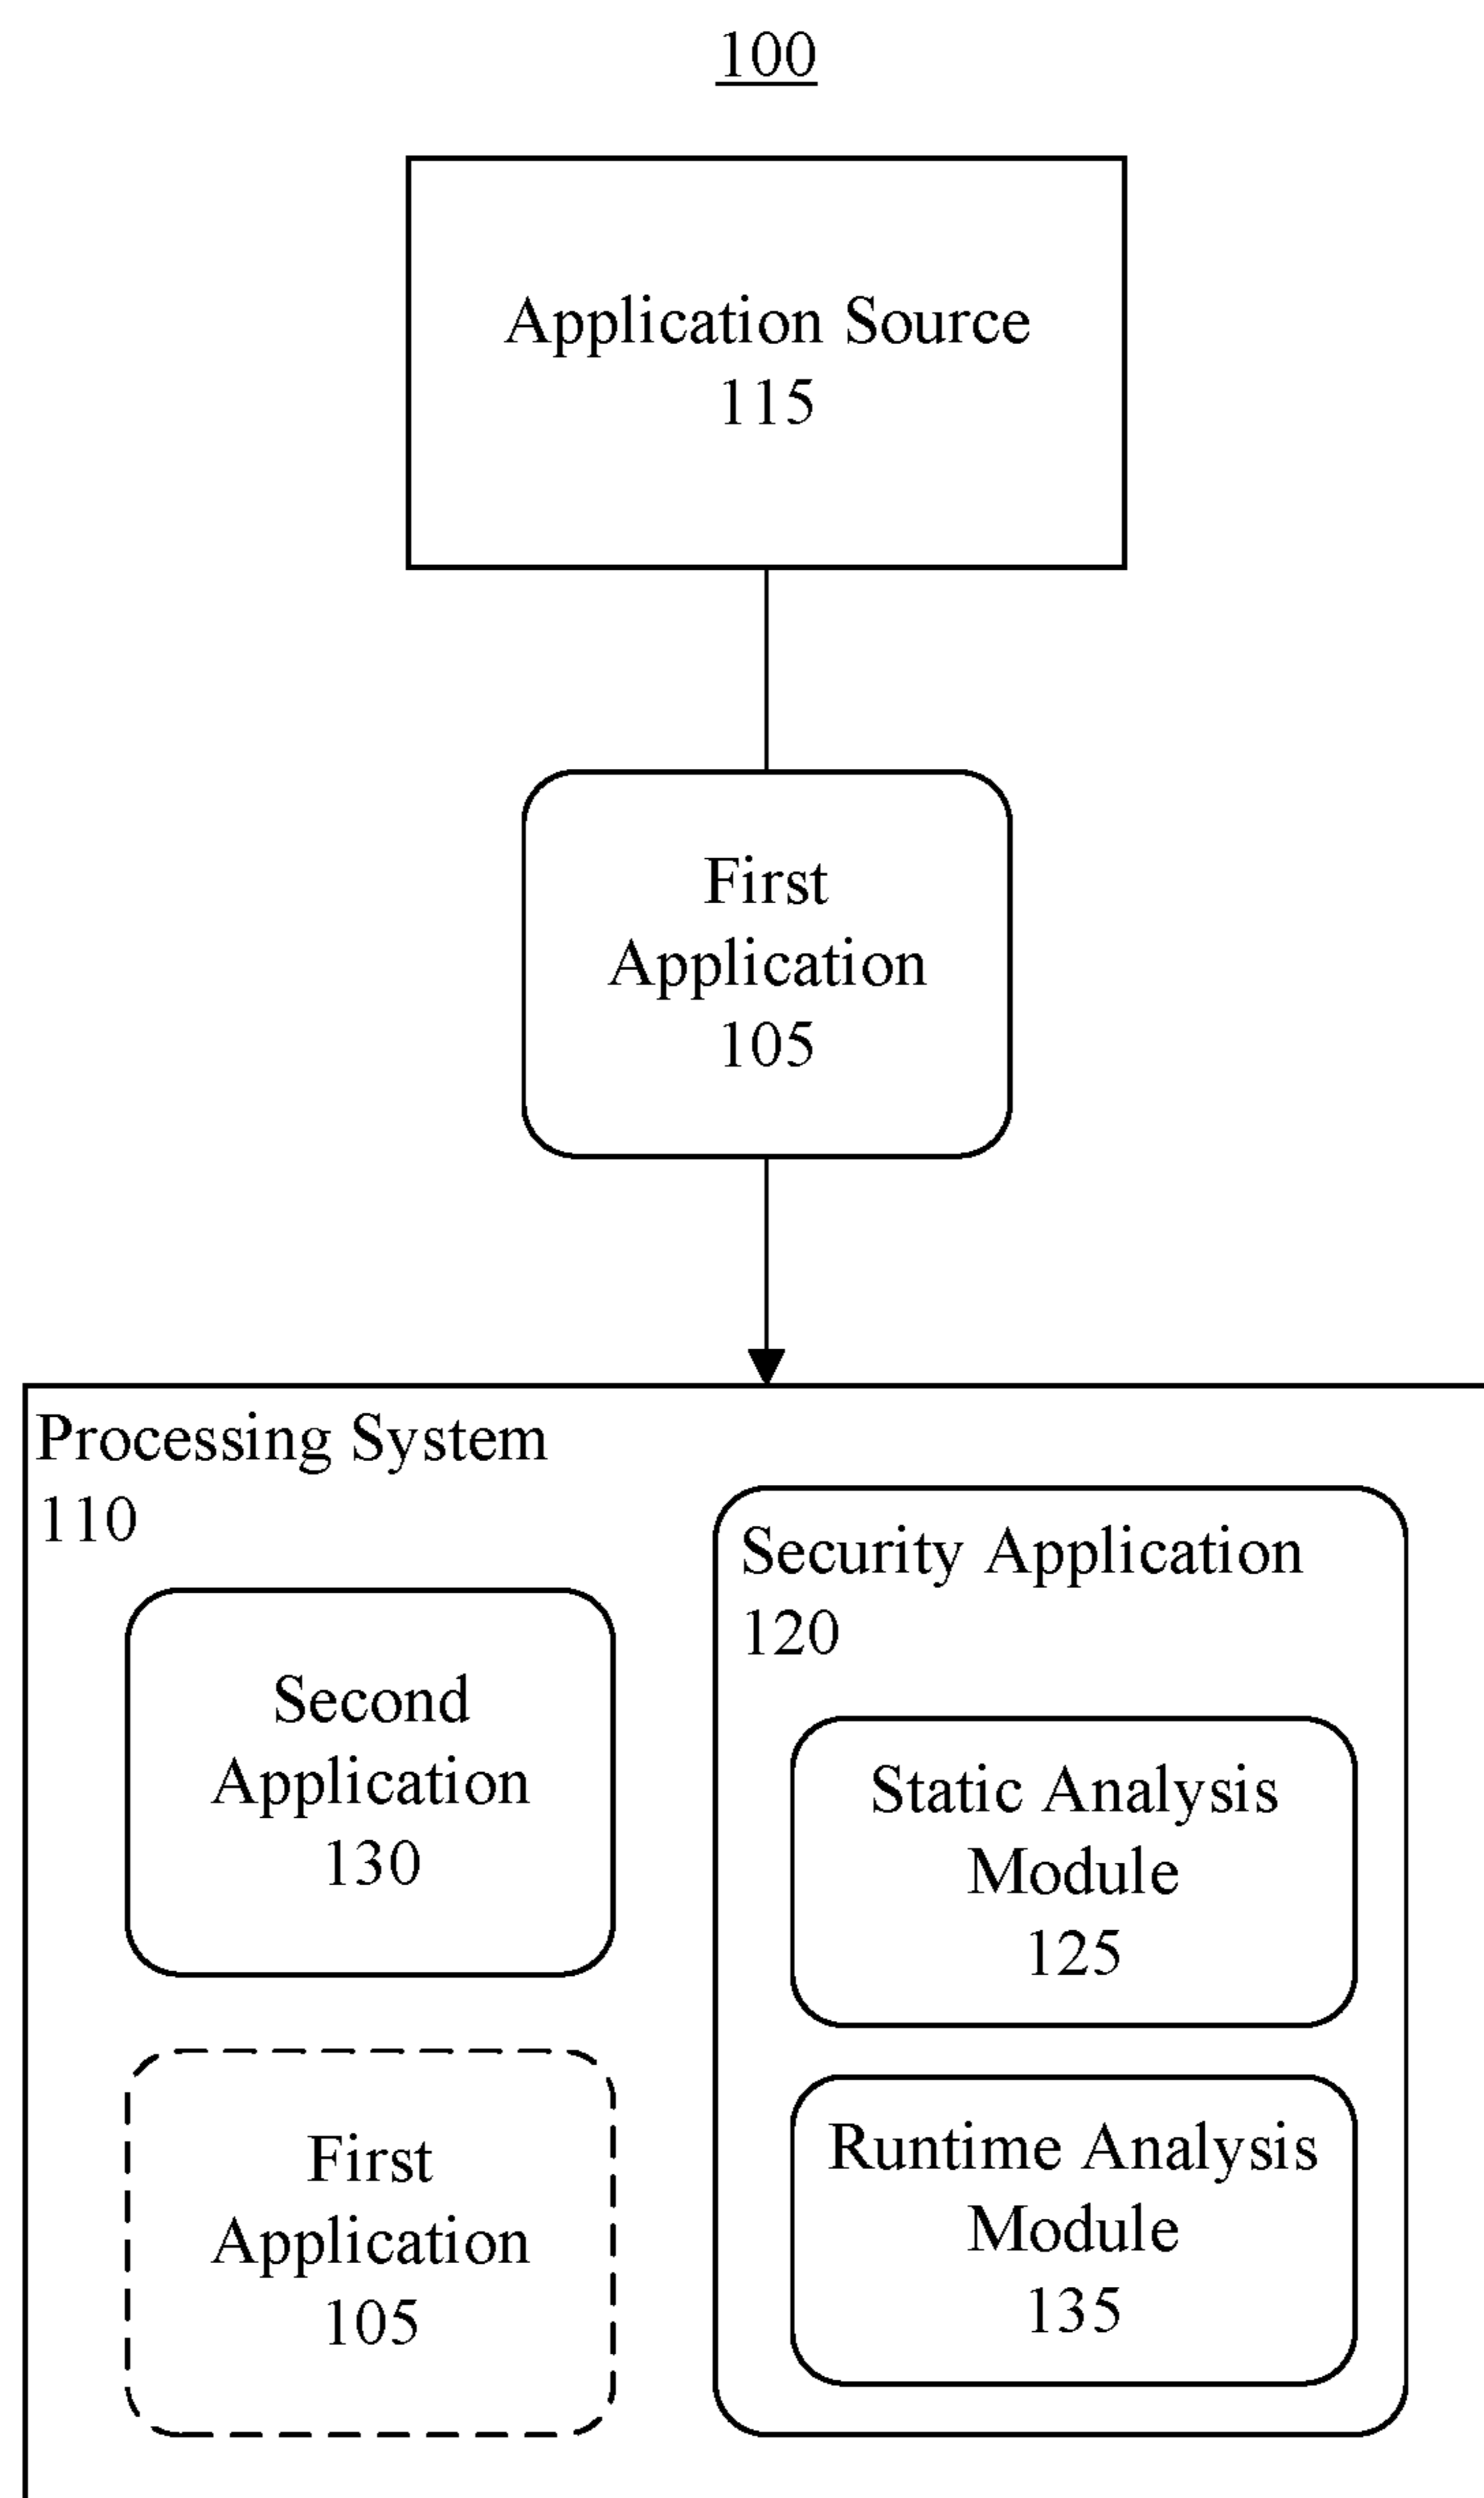 100
Application Source
115
First
Application
105
Processing System
110
Second
Application
130
First
Application
105
Security Application
120
Static Analysis
Module
125
Runtime Analysis
Module
135